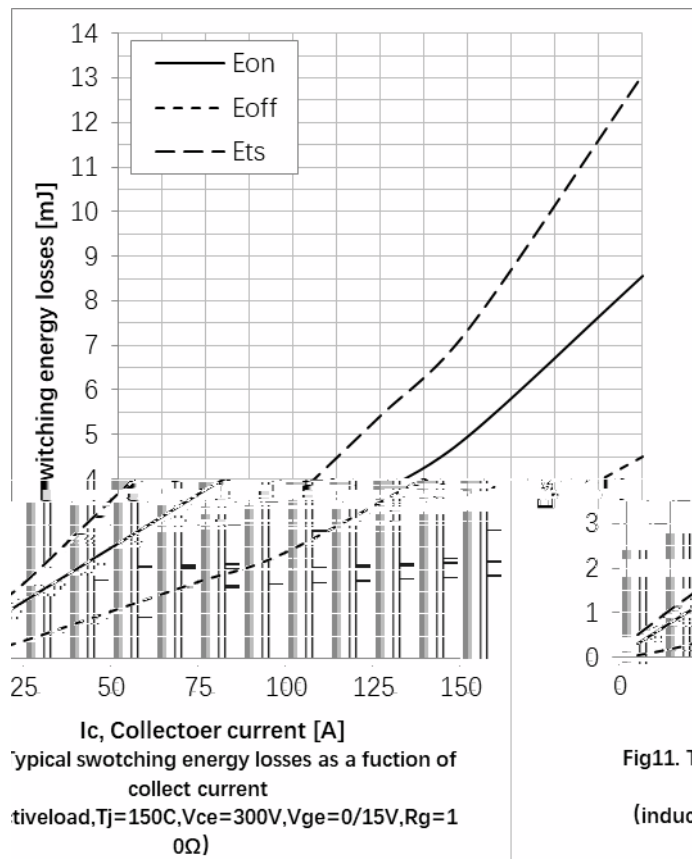 14
13
12
11
10
9
8
7
6
5
4
Eon
Eoff
Ets
witching energy losses [mJ]
3
2
1
0
25 50 75 100 125 150 0
Ic, Collectoer current [A]
Typical swotching energy losses as a fuction of
collect current
ctiveload,Tj=150C,Vce=300V,Vge=0/15V,Rg=1
0Ω)
Fig11. T
(induc